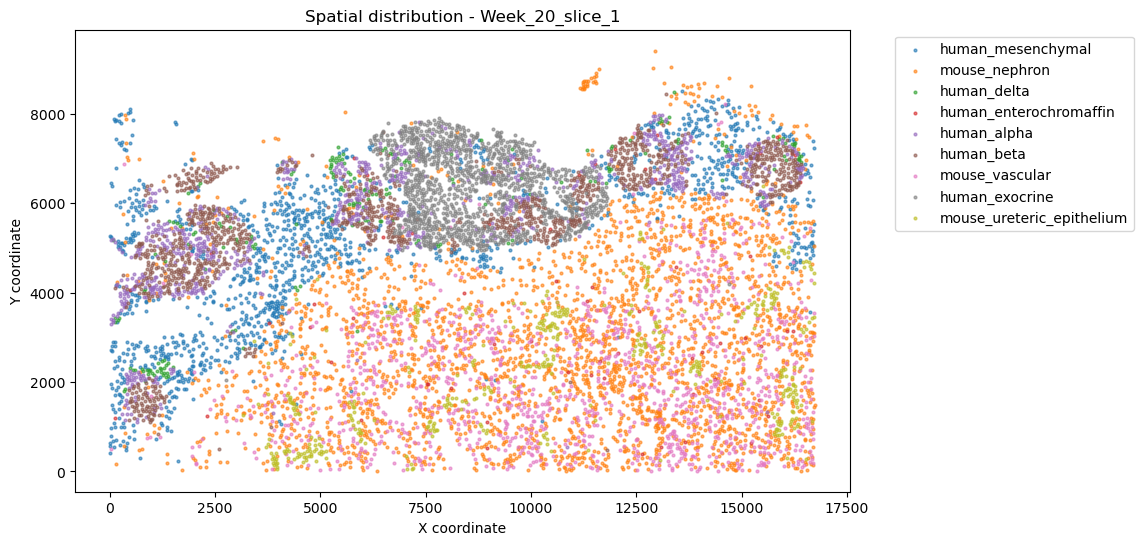 Spatial distribution - Week_20_slice_1
Y coordinate
8000
6000
4000
2000
0
0
2500
5000
7500
10000
12500
15000
17500
X coordinate
human_mesenchymal
mouse_nephron
human_delta
human_enterochromaffin
human_alpha
human_beta
mouse_vascular
human_exocrine
mouse_ureteric_epithelium